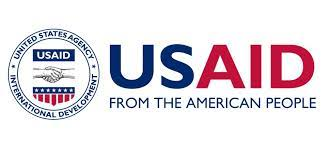 UNITED STATES AGENCY
USAID
INTERNATIONAL DEVELOPMENT
USAID
FROM THE AMERICAN PEOPLE